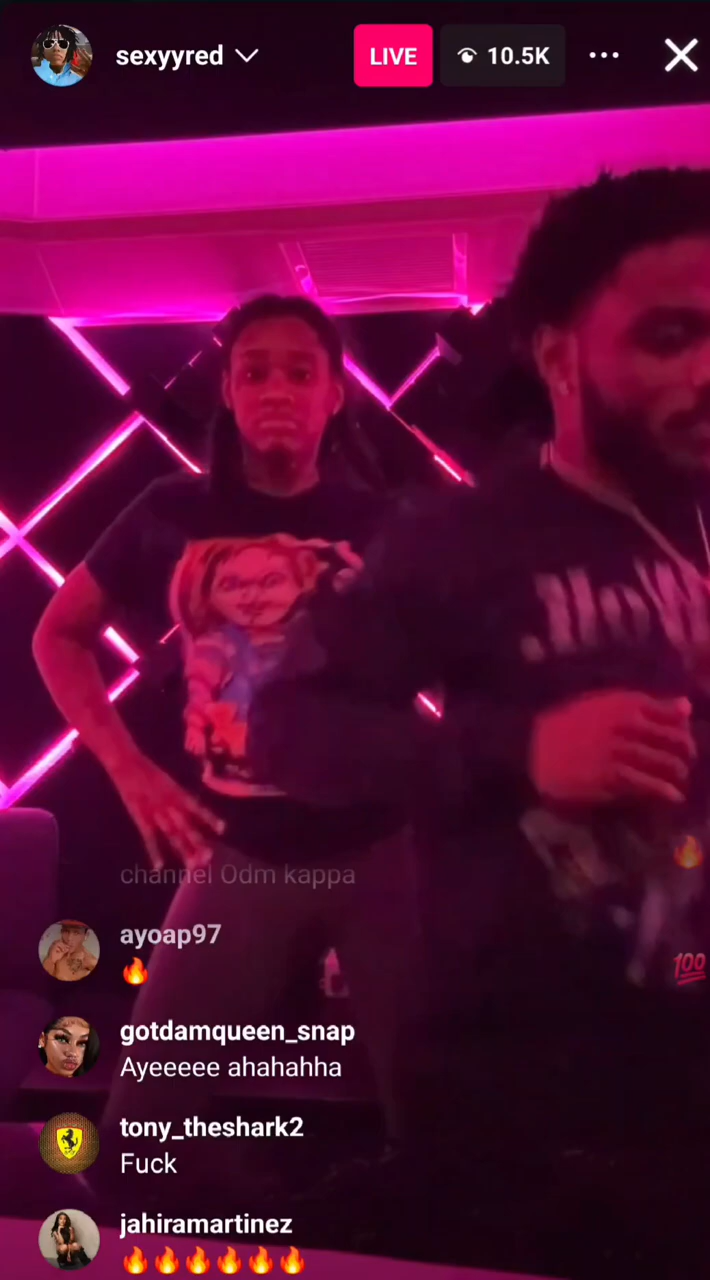 sexyyred
LIVE
10.5K
channel Odm kappa
ayoap97
🔥
gotdamqueen_snap
Ayeeeee ahahahha
tony_theshark2
Fuck
jahiramartinez
🔥🔥🔥🔥🔥🔥
💯